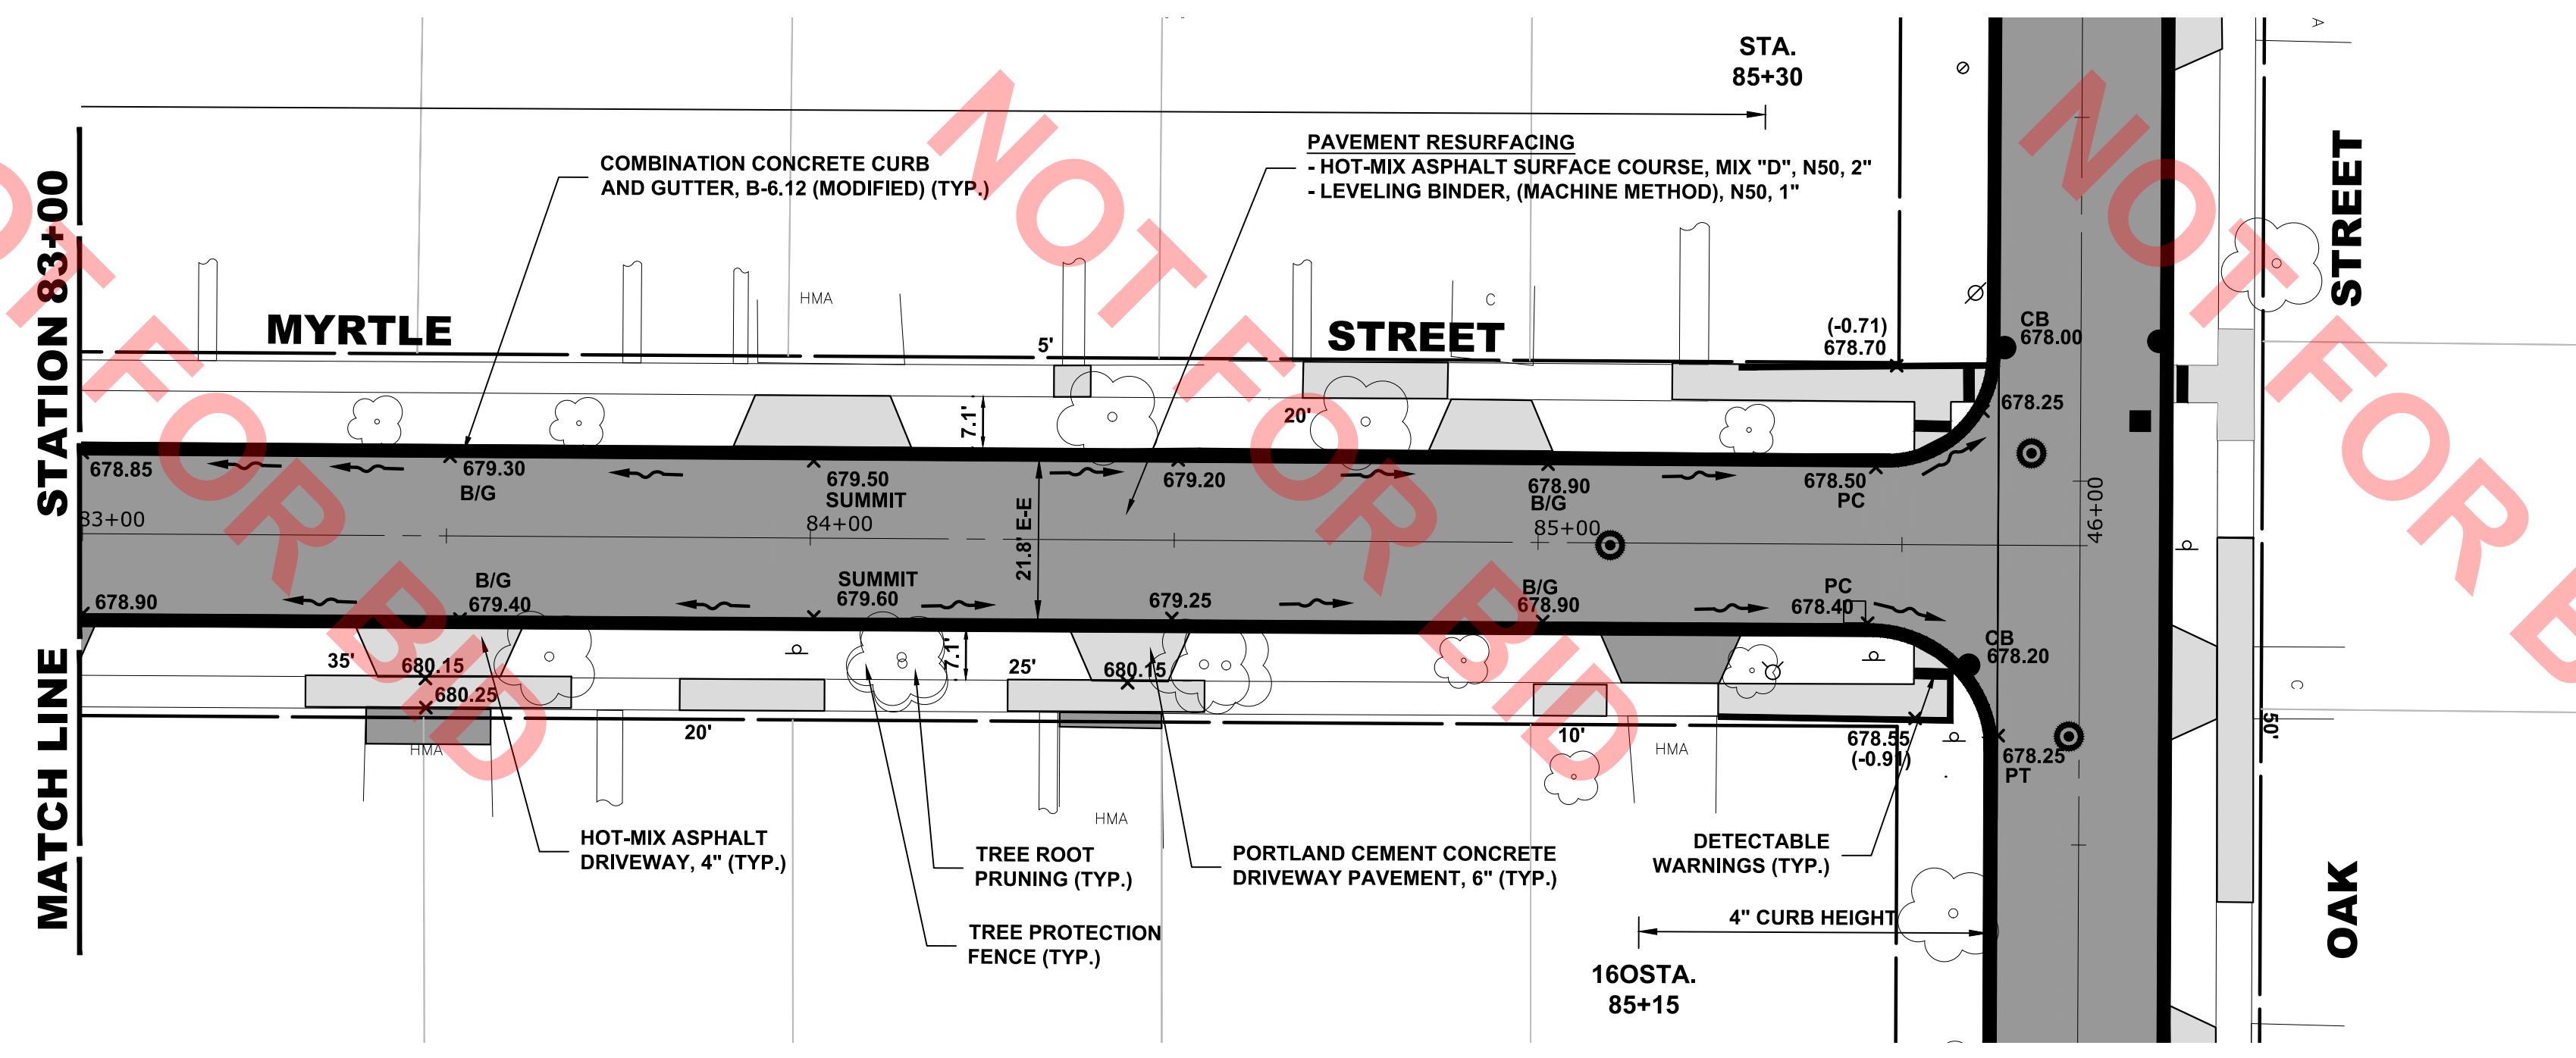 STA.
85+30
PAVEMENT RESURFACING
- HOT-MIX ASPHALT SURFACE COURSE, MIX "D", N50, 2"
- LEVELING BINDER, (MACHINE METHOD), N50, 1"
COMBINATION CONCRETE CURB
AND GUTTER, B-6.12 (MODIFIED) (TYP.)
STATION 83+00
MATCH LINE
MYRTLE
STREET
STREET
OAK
HMA
C
A
5'
(-0.71)
678.70
CB
678.00
678.25
7.1'
20'
678.85
679.30
B/G
679.50
SUMMIT
679.20
678.90
B/G
678.50
PC
83+00
84+00
85+00
46+00
21.8' E-E
678.90
B/G
679.40
SUMMIT
679.60
679.25
B/G
678.90
PC
678.40
CB
678.20
35'
680.15
680.25
7.1'
25'
680.15
20'
10'
HMA
HMA
HMA
C
50'
678.55
(-0.91)
678.25
PT
HOT-MIX ASPHALT
DRIVEWAY, 4" (TYP.)
TREE ROOT
PRUNING (TYP.)
TREE PROTECTION
FENCE (TYP.)
PORTLAND CEMENT CONCRETE
DRIVEWAY PAVEMENT, 6" (TYP.)
DETECTABLE
WARNINGS (TYP.)
4" CURB HEIGHT
16OSTA.
85+15
NOT FOR BID
NOT FOR BID
NOT FOR B